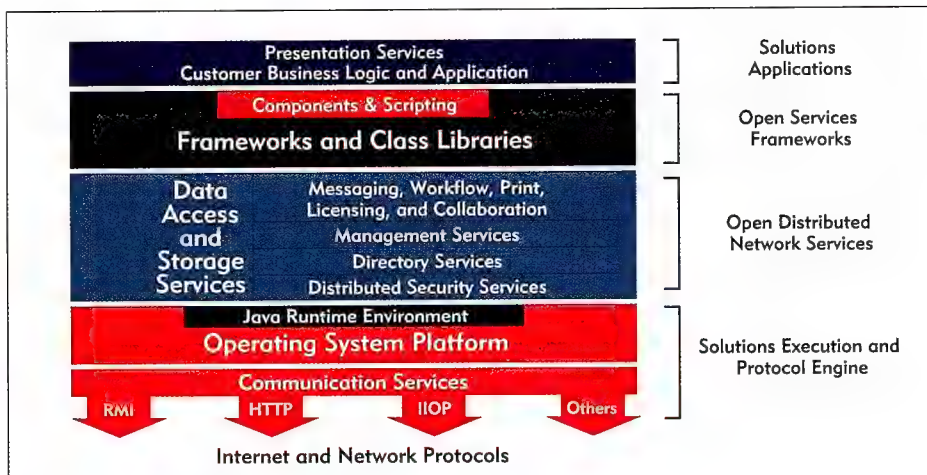 Presentation Services
Customer Business Logic and Application
Solutions
Applications
Components & Scripting
Frameworks and Class Libraries
Open Services
Frameworks
Data
Access
and
Storage
Services
Messaging, Workflow, Print,
Licensing, and Collaboration
Management Services
Directory Services
Distributed Security Services
Open Distributed
Network Services
Java Runtime Environment
Operating System Platform
Communication Services
Solutions Execution and
Protocol Engine
RMI HTTP IIOP Others
Internet and Network Protocols